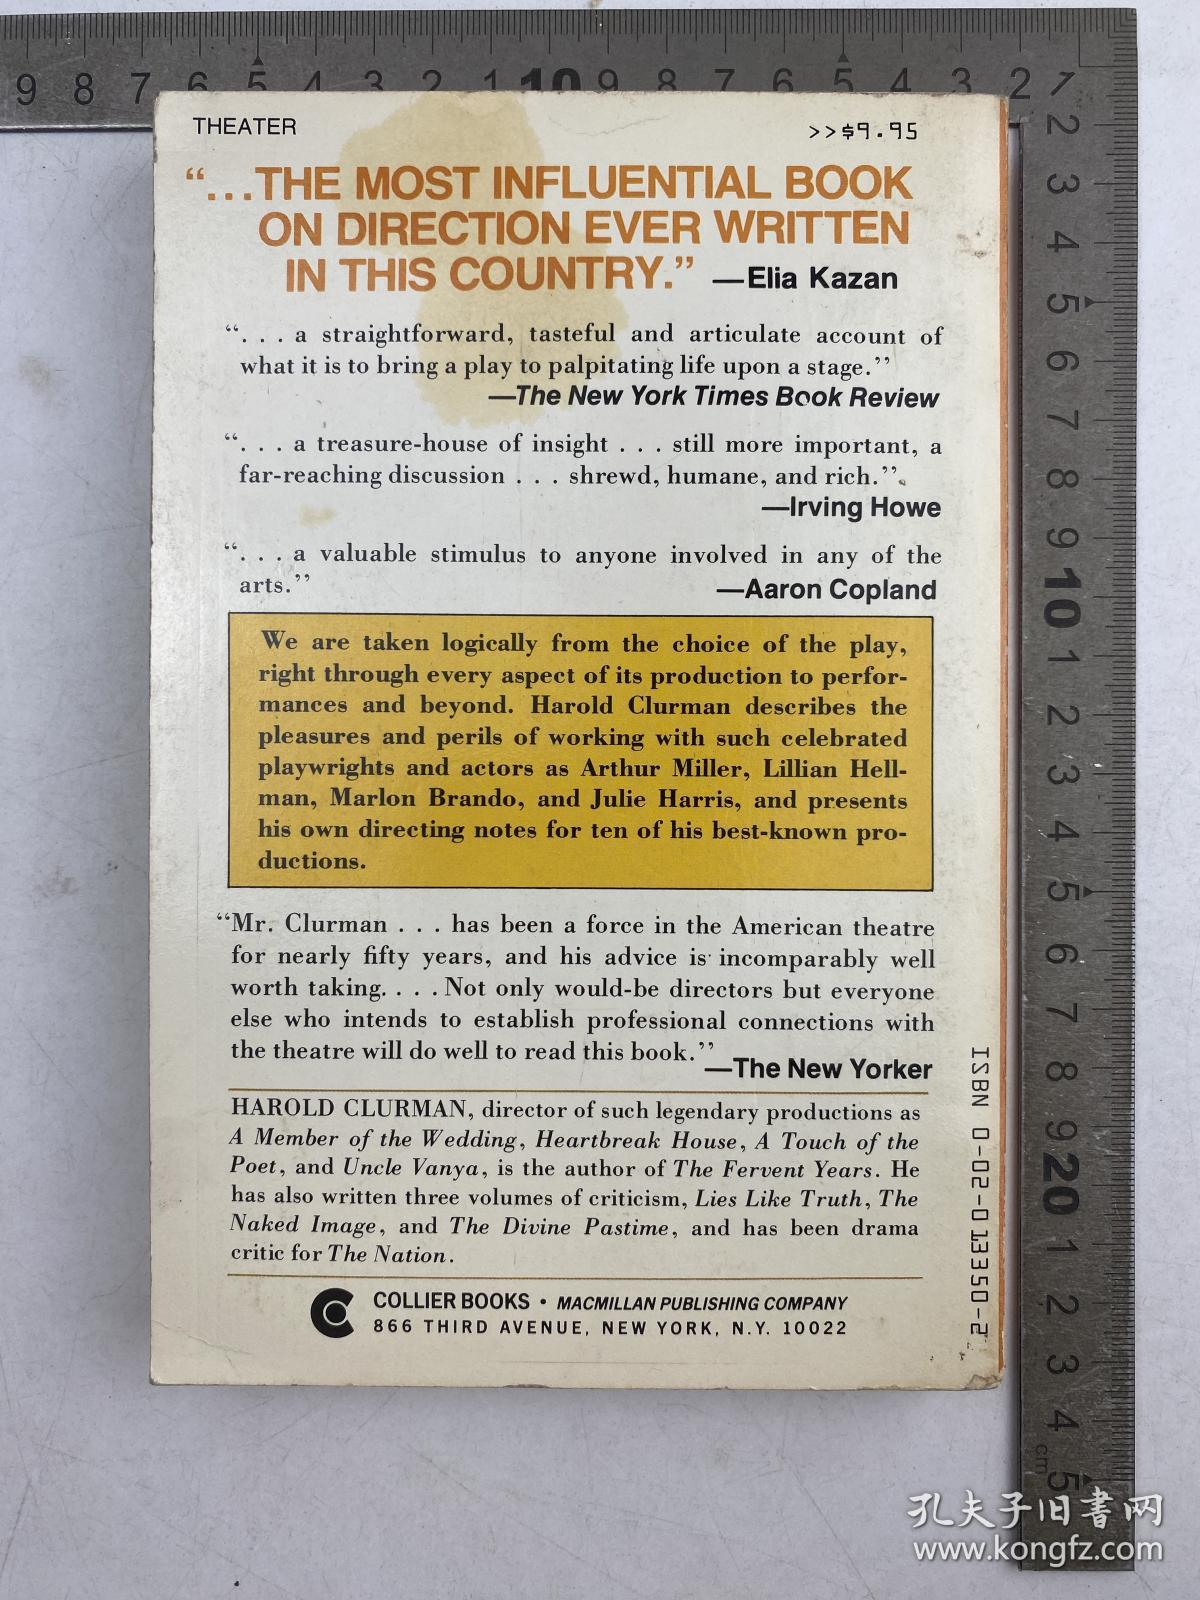 9 8 7 6 5 4 3 2 1 10 9 8 7 6 5 4 3 2 1
THEATER
>>$9.95
“...THE MOST INFLUENTIAL BOOK
ON DIRECTION EVER WRITTEN
IN THIS COUNTRY.” —Elia Kazan
“. . . a straightforward, tasteful and articulate account of
what it is to bring a play to palpitating life upon a stage.”
—The New York Times Book Review
“. . . a treasure-house of insight . . . still more important, a
far-reaching discussion . . . shrewd, humane, and rich.”
—Irving Howe
“. . . a valuable stimulus to anyone involved in any of the
arts.”
—Aaron Copland
We are taken logically from the choice of the play,
right through every aspect of its production to perfor-
mances and beyond. Harold Clurman describes the
pleasures and perils of working with such celebrated
playwrights and actors as Arthur Miller, Lillian Hell-
man, Marlon Brando, and Julie Harris, and presents
his own directing notes for ten of his best-known pro-
ductions.
“Mr. Clurman . . . has been a force in the American theatre
for nearly fifty years, and his advice is incomparably well
worth taking. . . . Not only would-be directors but everyone
else who intends to establish professional connections with
the theatre will do well to read this book.”
—The New Yorker
HAROLD CLURMAN, director of such legendary productions as
A Member of the Wedding, Heartbreak House, A Touch of the
Poet, and Uncle Vanya, is the author of The Fervent Years. He
has also written three volumes of criticism, Lies Like Truth, The
Naked Image, and The Divine Pastime, and has been drama
critic for The Nation.
COLLIER BOOKS • MACMILLAN PUBLISHING COMPANY
866 THIRD AVENUE, NEW YORK, N.Y. 10022
ISBN 0-02-013350-2
2 3 4 5 6 7 8 9 10 1 2 3 4 5 6 7 8 9 20 1 2 3 4 5
cm
孔夫子旧书网
www.kongfz.com